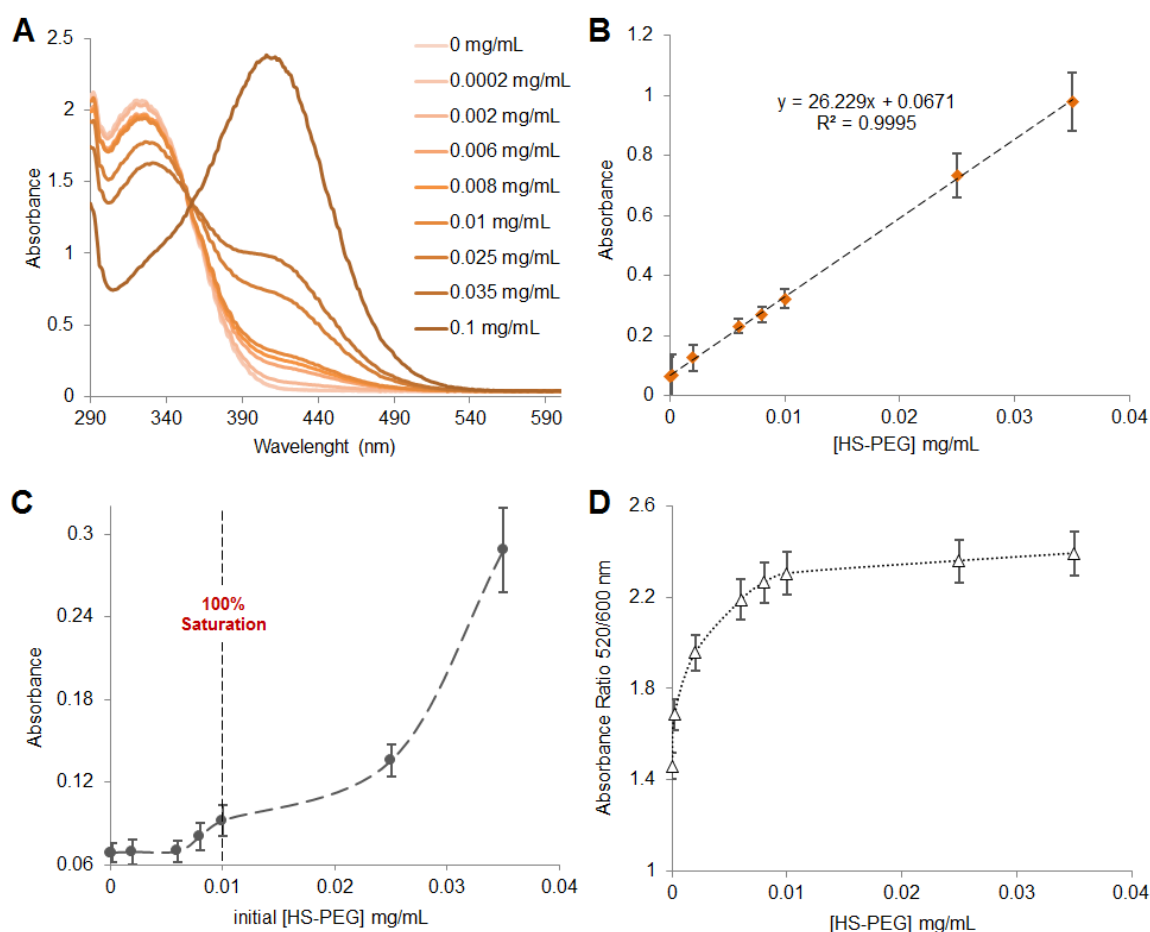 A
Absorbance
2.5
2
1.5
1
0.5
0
290
340
390
440
490
540
590
Wavelenght (nm)
0 mg/mL
0.0002 mg/mL
0.002 mg/mL
0.006 mg/mL
0.008 mg/mL
0.01 mg/mL
0.025 mg/mL
0.035 mg/mL
0.1 mg/mL
B
Absorbance
1.2
1
0.8
0.6
0.4
0.2
0
y = 26.229x + 0.0671
R² = 0.9995
0
0.01
0.02
0.03
0.04
[HS-PEG] mg/mL
C
Absorbance
0.3
0.24
0.18
0.12
0.06
100%
Saturation
0
0.01
0.02
0.03
0.04
initial [HS-PEG] mg/mL
D
Absorbance Ratio 520/600 nm
2.6
2.2
1.8
1.4
1
0
0.01
0.02
0.03
0.04
[HS-PEG] mg/mL